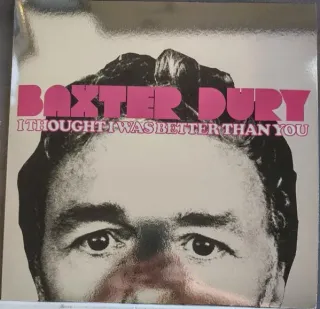 BAXTER DURY
I THOUGHT I WAS BETTER THAN YOU